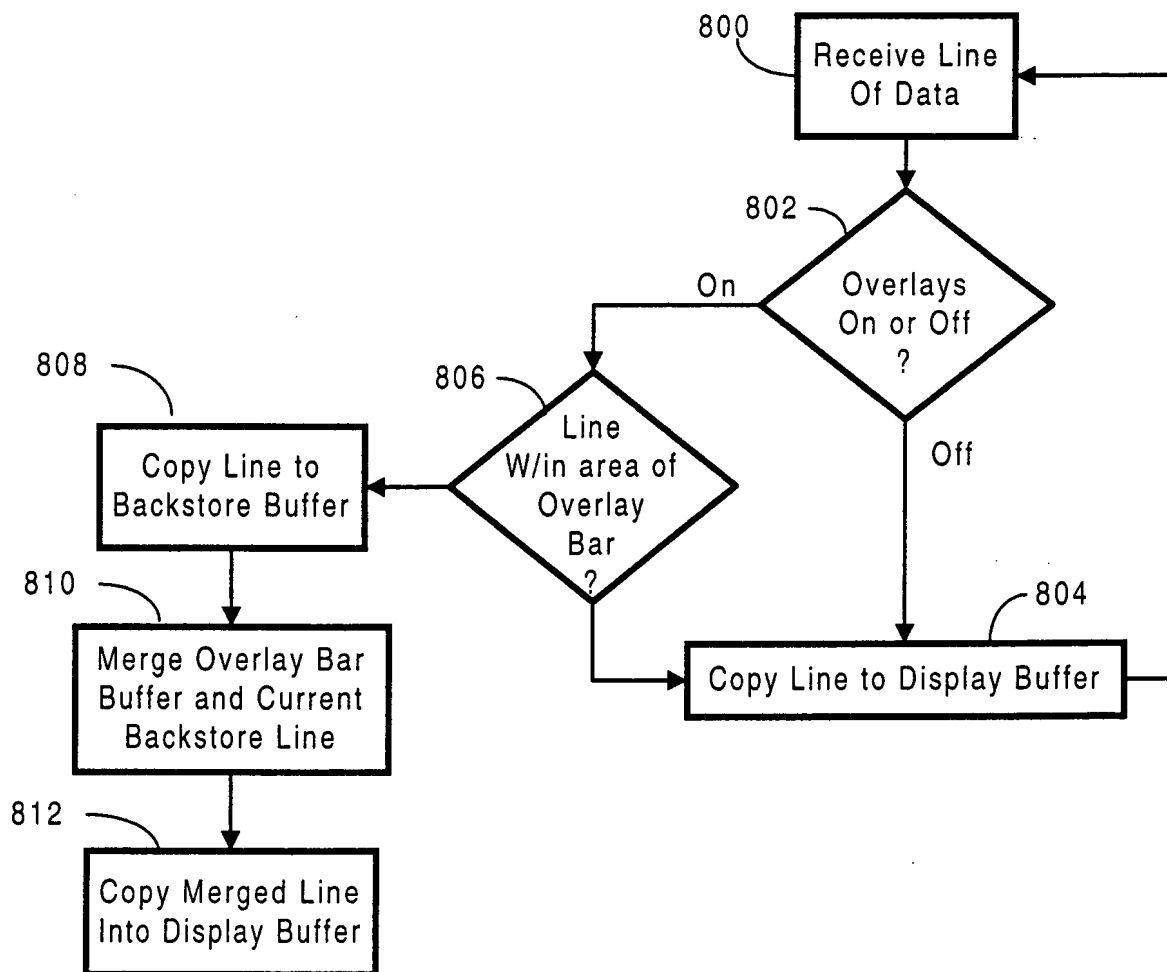 800
Receive Line
Of Data
802
Overlays
On or Off
?
On
Off
806
Line
W/in area of
Overlay
Bar
?
808
Copy Line to
Backstore Buffer
804
Copy Line to Display Buffer
810
Merge Overlay Bar
Buffer and Current
Backstore Line
812
Copy Merged Line
Into Display Buffer